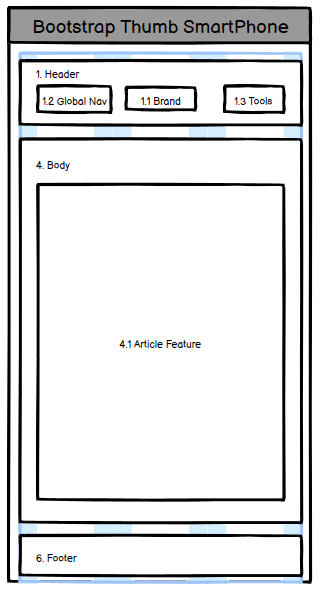 Bootstrap Thumb SmartPhone
1. Header
1.2 Global Nav
1.1 Brand
1.3 Tools
4. Body
4.1 Article Feature
6. Footer